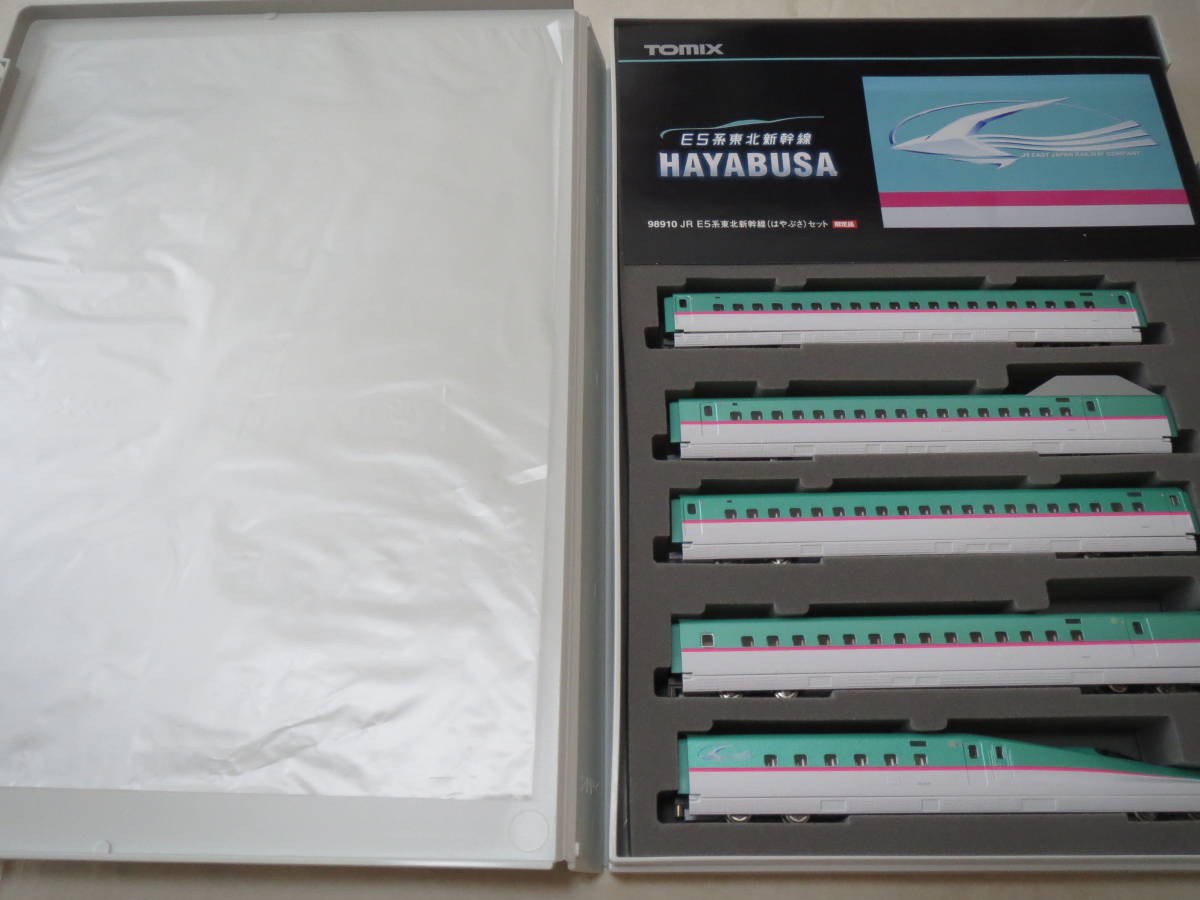 TOMIX
E5系東北新幹線
HAYABUSA
98910 JR E5系東北新幹線(はやぶさ)セット 限定品
JR EAST JAPAN RAILWAY COMPANY